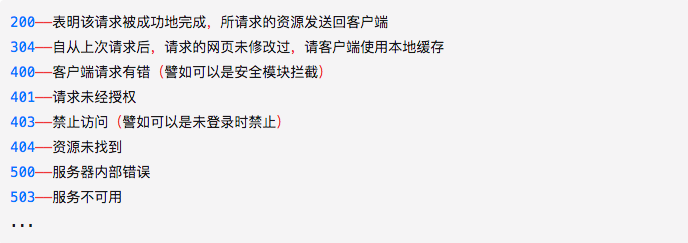 200——表明该请求被成功地完成，所请求的资源发送回客户端
304——自从上次请求后，请求的网页未修改过，请客户端使用本地缓存
400——客户端请求有错（譬如可以是安全模块拦截）
401——请求未经授权
403——禁止访问（譬如可以是未登录时禁止）
404——资源未找到
500——服务器内部错误
503——服务不可用
...